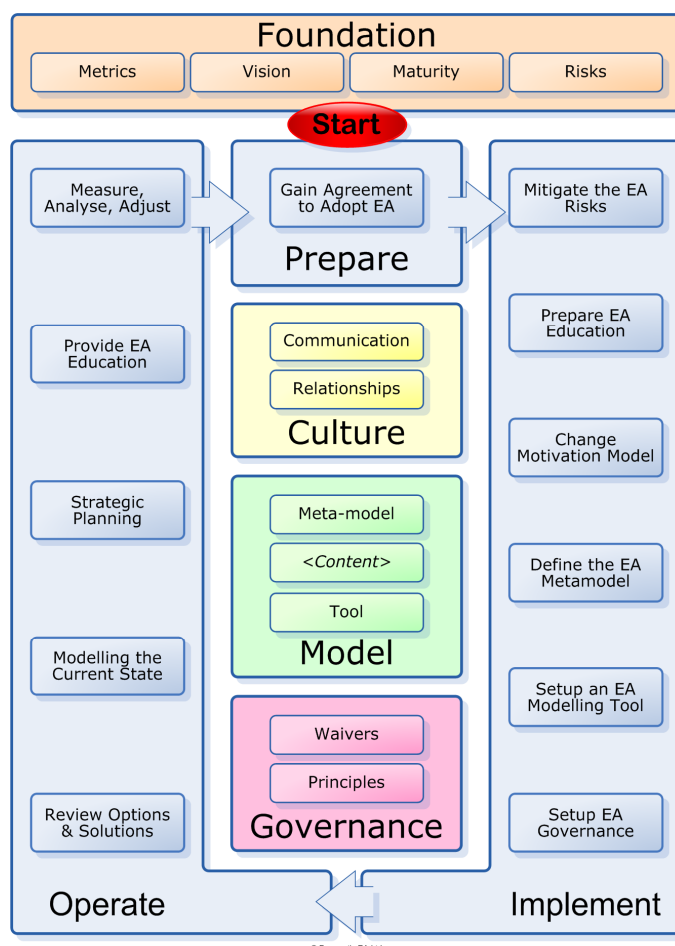 Foundation
Metrics
Vision
Maturity
Risks
Start
Measure,
Analyse, Adjust
Provide EA
Education
Strategic
Planning
Modelling the
Current State
Review Options
& Solutions
Operate
Gain Agreement
to Adopt EA
Prepare
Communication
Relationships
Culture
Meta-model
<Content>
Tool
Model
Waivers
Principles
Governance
Mitigate the EA
Risks
Prepare EA
Education
Change
Motivation Model
Define the EA
Metamodel
Setup an EA
Modelling Tool
Setup EA
Governance
Implement